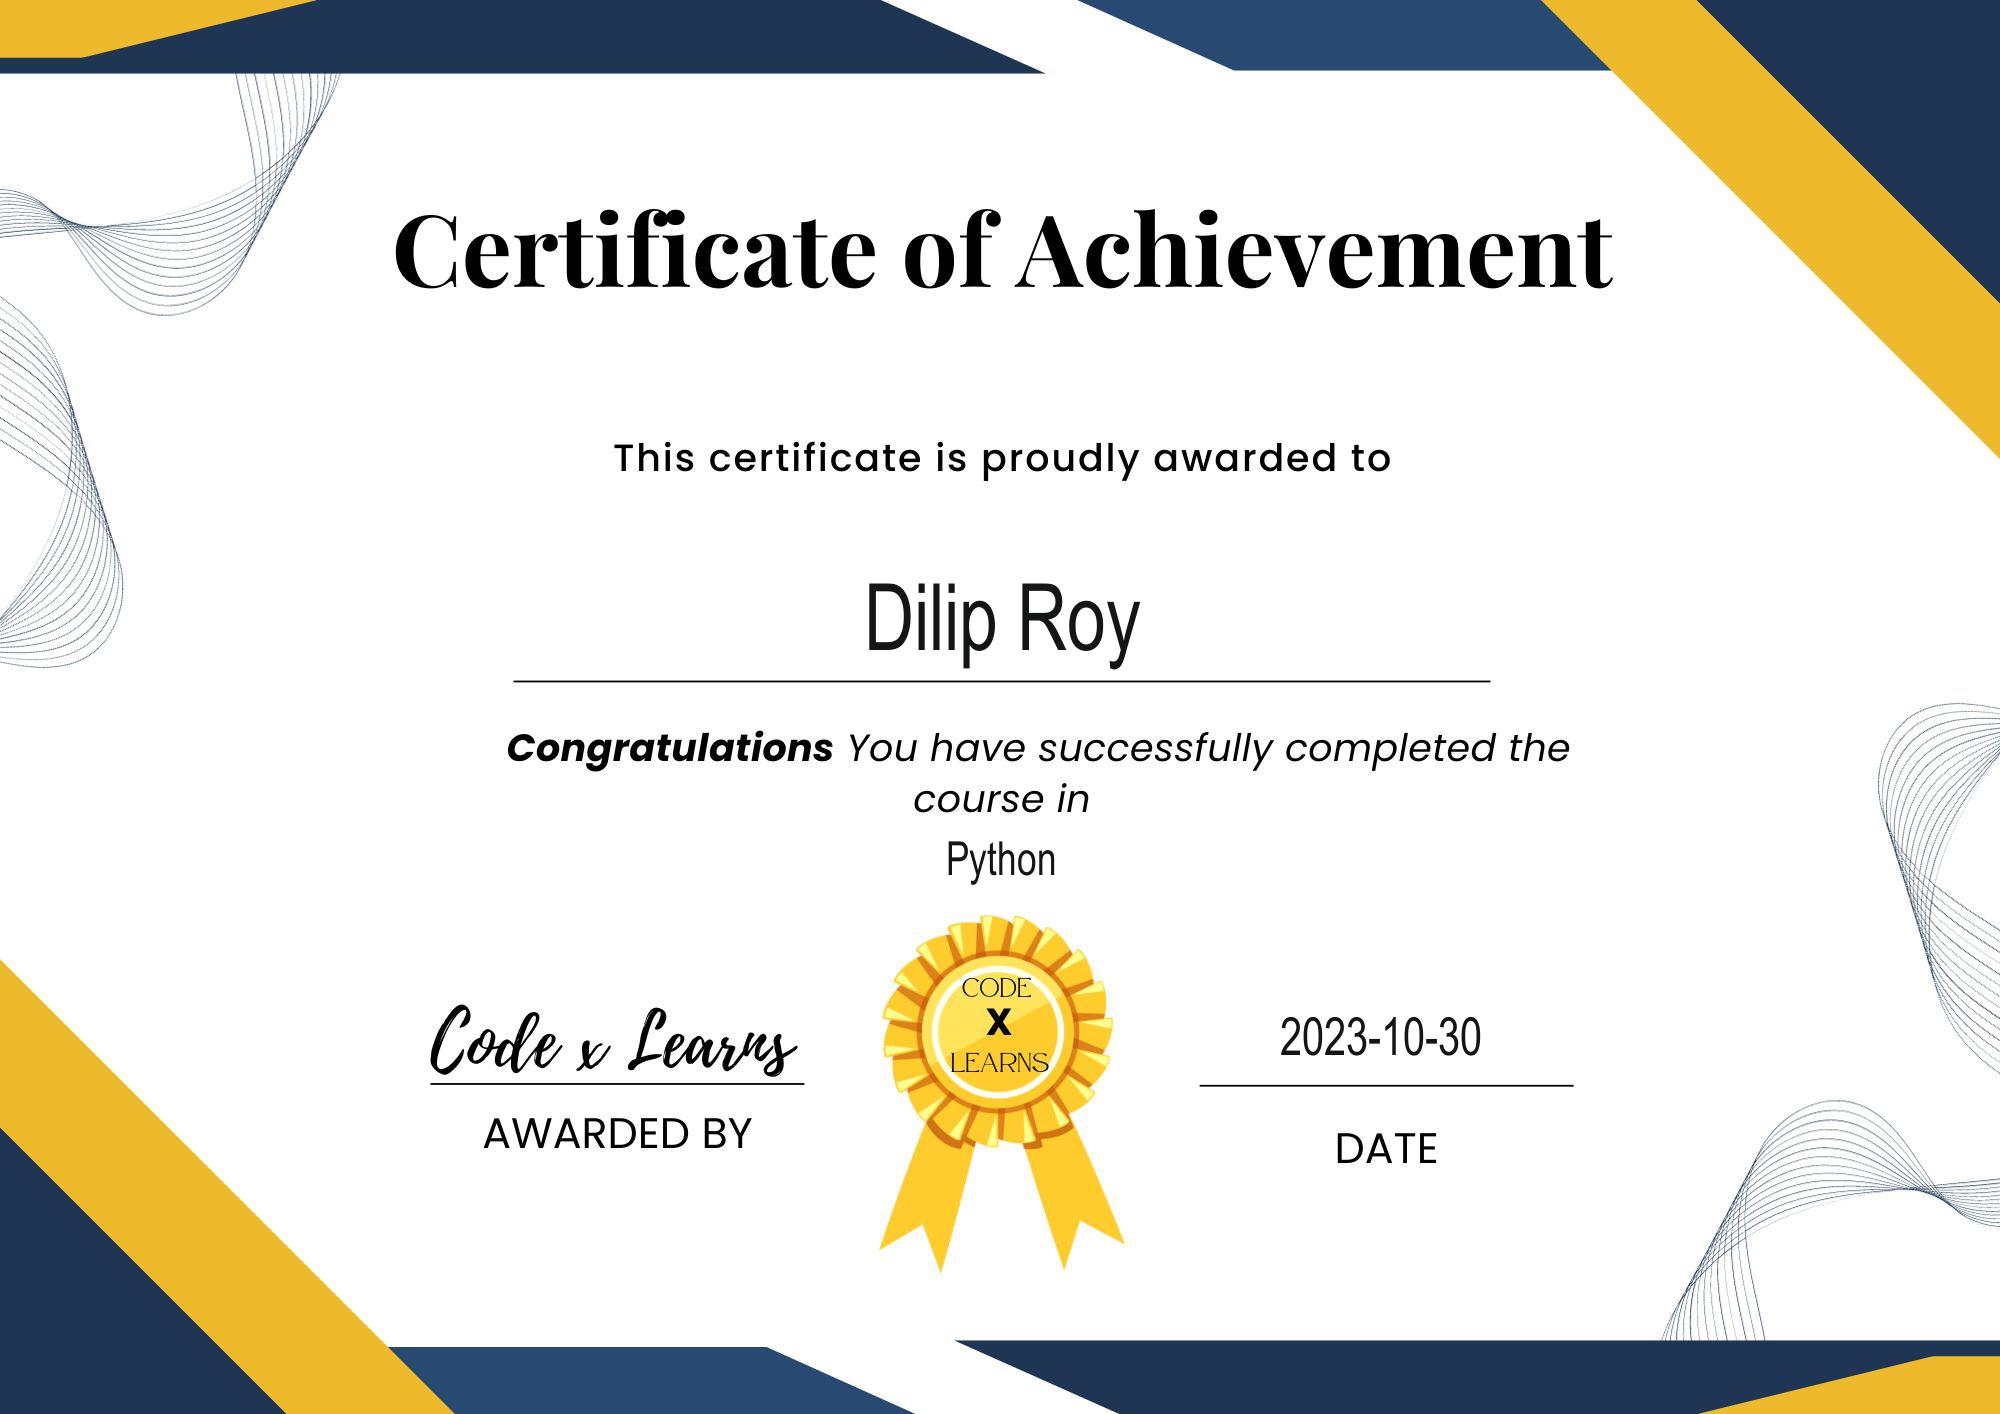 Certificate of Achievement
This certificate is proudly awarded to
Dilip Roy
Congratulations You have successfully completed the
course in
Python
Code x Learns
AWARDED BY
CODE
X
LEARNS
2023-10-30
DATE